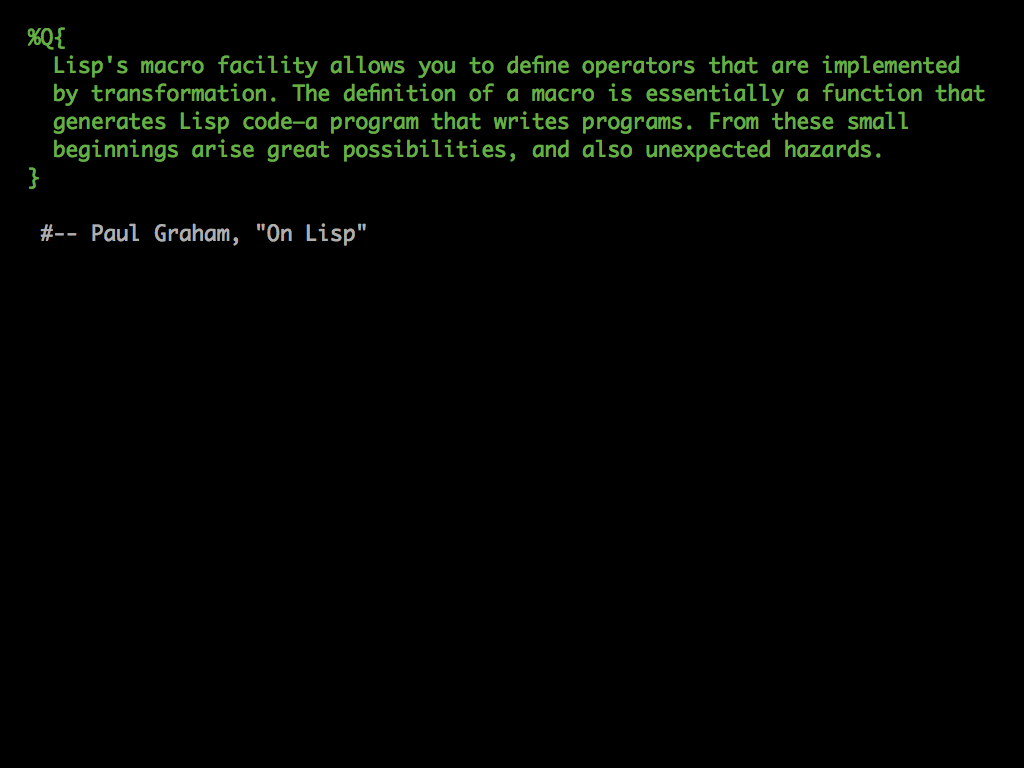 %Q{
Lisp's macro facility allows you to define operators that are implemented
by transformation. The definition of a macro is essentially a function that
generates Lisp code—a program that writes programs. From these small
beginnings arise great possibilities, and also unexpected hazards.
}
#-- Paul Graham, "On Lisp"